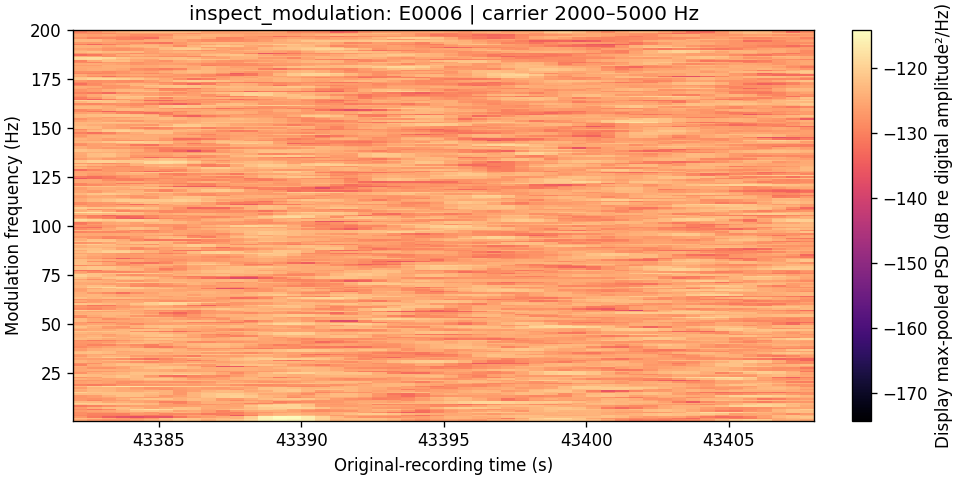 inspect_modulation: E0006 | carrier 2000–5000 Hz
200
175
150
125
100
75
50
25
Modulation frequency (Hz)
43385 43390 43395 43400 43405
Original-recording time (s)
−120
−130
−140
−150
−160
−170
Display max-pooled PSD (dB re digital amplitude²/Hz)